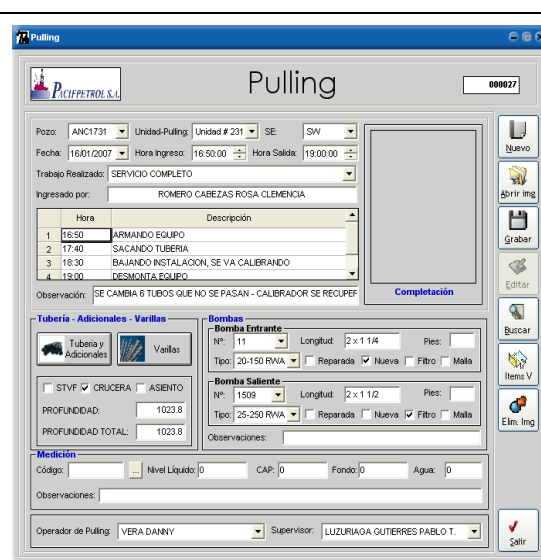 Pulling
PACIFPETROL S.A.
Pulling
000027
Pozo: ANC1731 Unidad-Pulling: Unidad # 231 SE: SW
Fecha: 16/01/2007 Hora Ingreso: 16:50:00 Hora Salida: 19:00:00
Trabajo Realizado: SERVICIO COMPLETO
Ingresado por: ROMERO CABEZAS ROSA CLEMENCIA
Hora Descripción
1 16:50 ARMANDO EQUIPO
2 17:40 SACANDO TUBERIA
3 18:30 BAJANDO INSTALACION, SE VA CALIBRANDO
4 19:00 DESMONTA EQUIPO
Observación: SE CAMBIA 6 TUBOS QUE NO SE PASAN - CALIBRADOR SE RECUPER
Completación
Tubería - Adicionales - Varillas
Tuberia y Adicionales
Varillas
STVF CRUCERA ASIENTO
PROFUNDIDAD: 1023.8
PROFUNDIDAD TOTAL: 1023.8
Bombas
Bomba Entrante
Nº: 11 Longitud: 2 x 1 1/4 Pies:
Tipo: 20-150 RWA Reparada Nueva Filtro Malla
Bomba Saliente
Nº: 1509 Longitud: 2 x 1 1/2 Pies:
Tipo: 25-250 RWA Reparada Nueva Filtro Malla
Observaciones:
Medición
Código: ... Nivel Líquido: 0 CAP: 0 Fondo: 0 Agua: 0
Observaciones:
Operador de Pulling: VERA DANNY Supervisor: LUZURIAGA GUTIERRES PABLO T.
Nuevo
Abrir img
Grabar
Editar
Buscar
Items V
Elim. Img
Salir